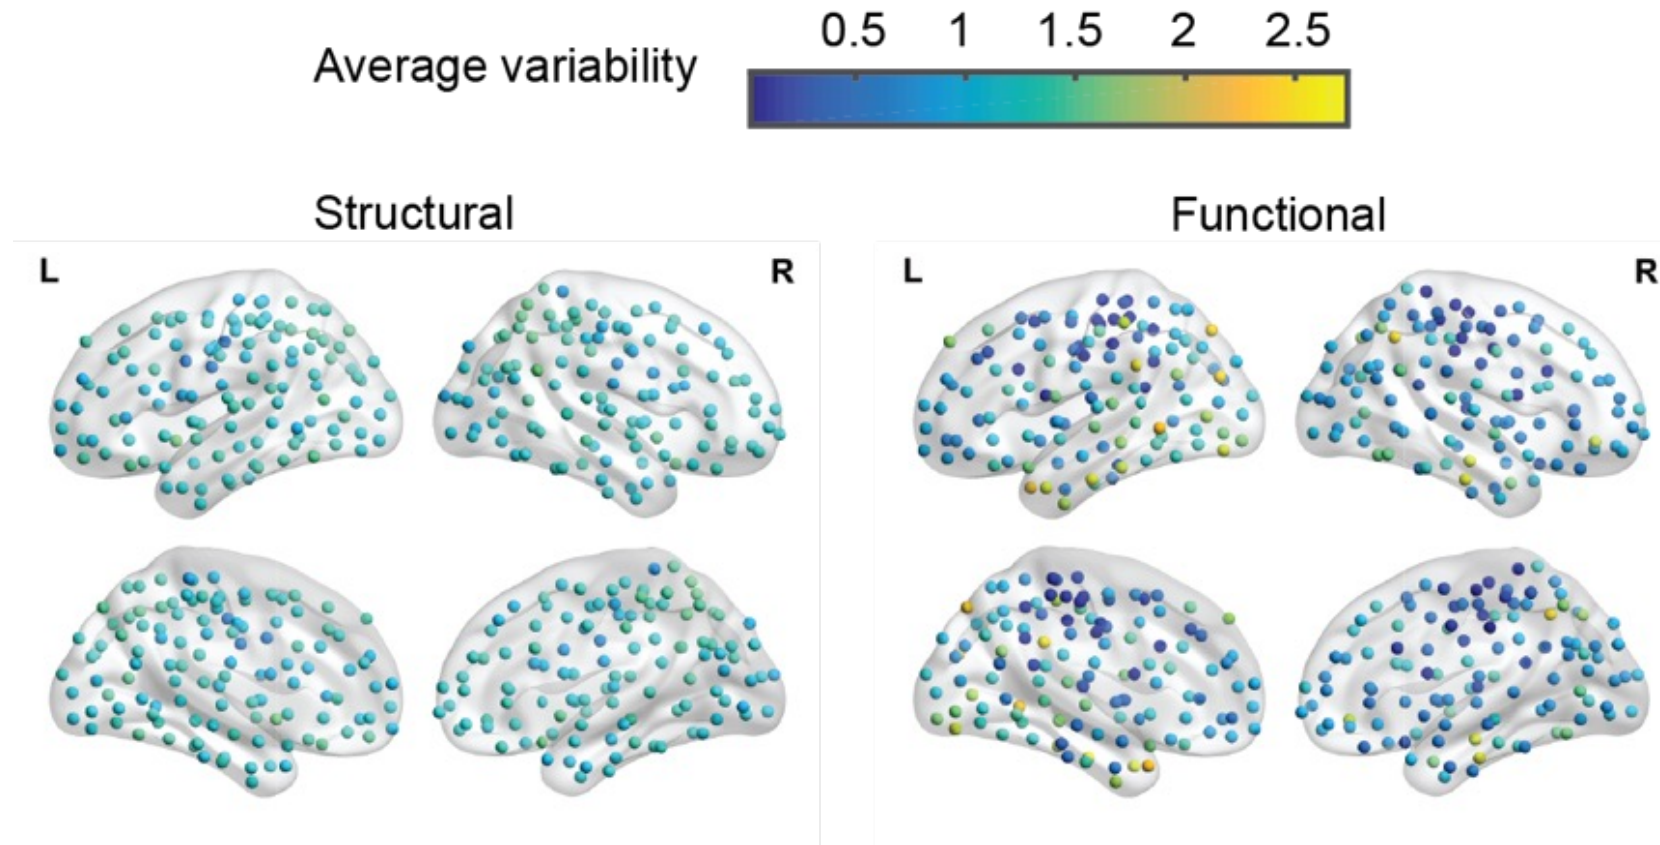 0.5 1 1.5 2 2.5
Average variability
Structural
Functional
L R
L R